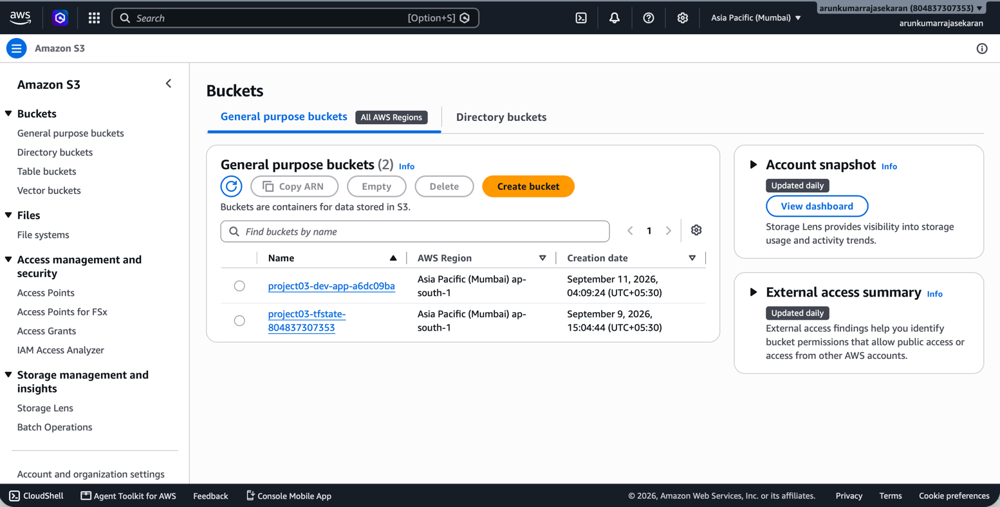 aws
Search
[Option+S]
Asia Pacific (Mumbai)
arunkumarrajasekaran (804837307353)
arunkumarrajasekaran
Amazon S3
Amazon S3
Buckets
General purpose buckets
Directory buckets
Table buckets
Vector buckets
Files
File systems
Access management and
security
Access Points
Access Points for FSx
Access Grants
IAM Access Analyzer
Storage management and
insights
Storage Lens
Batch Operations
Account and organization settings
Buckets
General purpose buckets All AWS Regions
Directory buckets
General purpose buckets (2) Info
Copy ARN
Empty
Delete
Create bucket
Buckets are containers for data stored in S3.
Find buckets by name
1
Name AWS Region Creation date
project03-dev-app-a6dc09ba
Asia Pacific (Mumbai) ap-
south-1
September 11, 2026,
04:09:24 (UTC+05:30)
project03-tfstate-
804837307353
Asia Pacific (Mumbai) ap-
south-1
September 9, 2026,
15:04:44 (UTC+05:30)
Account snapshot Info
Updated daily
View dashboard
Storage Lens provides visibility into storage
usage and activity trends.
External access summary Info
Updated daily
External access findings help you identify
bucket permissions that allow public access or
access from other AWS accounts.
CloudShell
Agent Toolkit for AWS
Feedback
Console Mobile App
© 2026, Amazon Web Services, Inc. or its affiliates.
Privacy
Terms
Cookie preferences